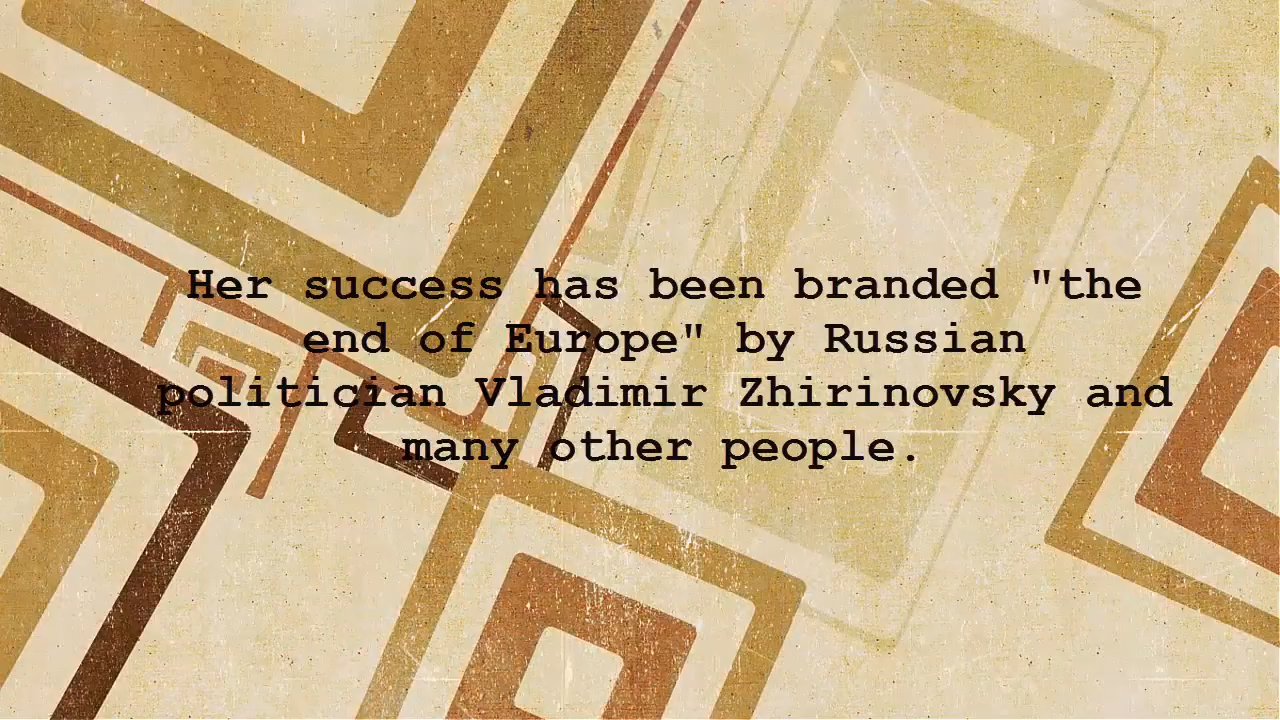 Her success has been branded "the
end of Europe" by Russian
politician Vladimir Zhirinovsky and
many other people.